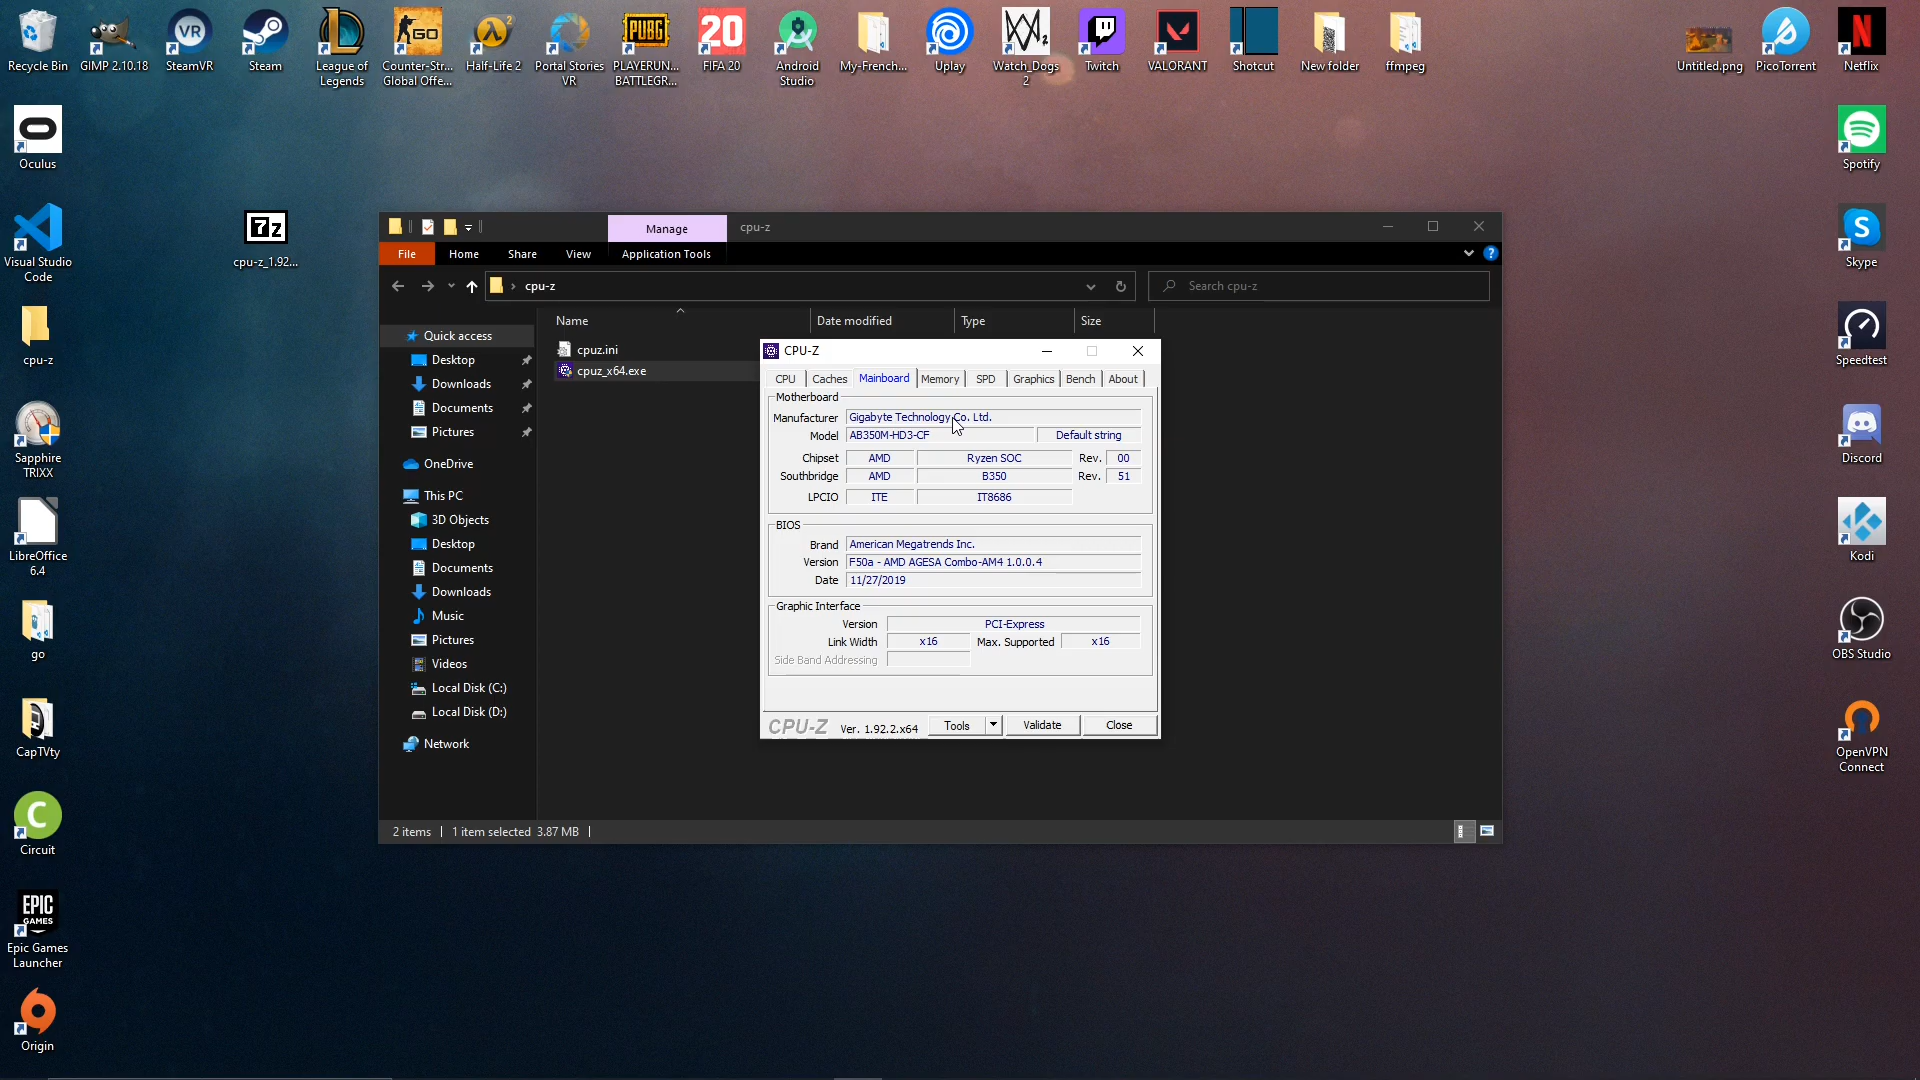 Recycle Bin
GIMP 2.10.18
SteamVR
Steam
League of
Legends
Counter-Str...
Global Offe...
Half-Life 2
Portal Stories
VR
PLAYERUN...
BATTLEGR...
FIFA 20
Android
Studio
My-French...
Uplay
Watch_Dogs
2
Twitch
VALORANT
Shotcut
New folder
ffmpeg
Untitled.png
PicoTorrent
Netflix
Oculus
Visual Studio
Code
cpu-z
Sapphire
TRIXX
LibreOffice
6.4
go
CapTVty
Circuit
Epic Games
Launcher
Origin
cpu-z_1.92...
Spotify
Skype
Speedtest
Discord
Kodi
OBS Studio
OpenVPN
Connect
VR
GO
PUBG
20
7z
EPIC
GAMES
Manage
cpu-z
File
Home
Share
View
Application Tools
cpu-z
Search cpu-z
Name
Date modified
Type
Size
Quick access
Desktop
Downloads
Documents
Pictures
OneDrive
This PC
3D Objects
Desktop
Documents
Downloads
Music
Pictures
Videos
Local Disk (C:)
Local Disk (D:)
Network
cpuz.ini
cpuz_x64.exe
2 items
1 item selected 3.87 MB
CPU-Z
CPU
Caches
Mainboard
Memory
SPD
Graphics
Bench
About
Motherboard
Manufacturer Gigabyte Technology Co. Ltd.
Model AB350M-HD3-CF Default string
Chipset AMD Ryzen SOC Rev. 00
Southbridge AMD B350 Rev. 51
LPCIO ITE IT8686
BIOS
Brand American Megatrends Inc.
Version F50a - AMD AGESA Combo-AM4 1.0.0.4
Date 11/27/2019
Graphic Interface
Version PCI-Express
Link Width x16 Max. Supported x16
Side Band Addressing
CPU-Z Ver. 1.92.2.x64 Tools Validate Close